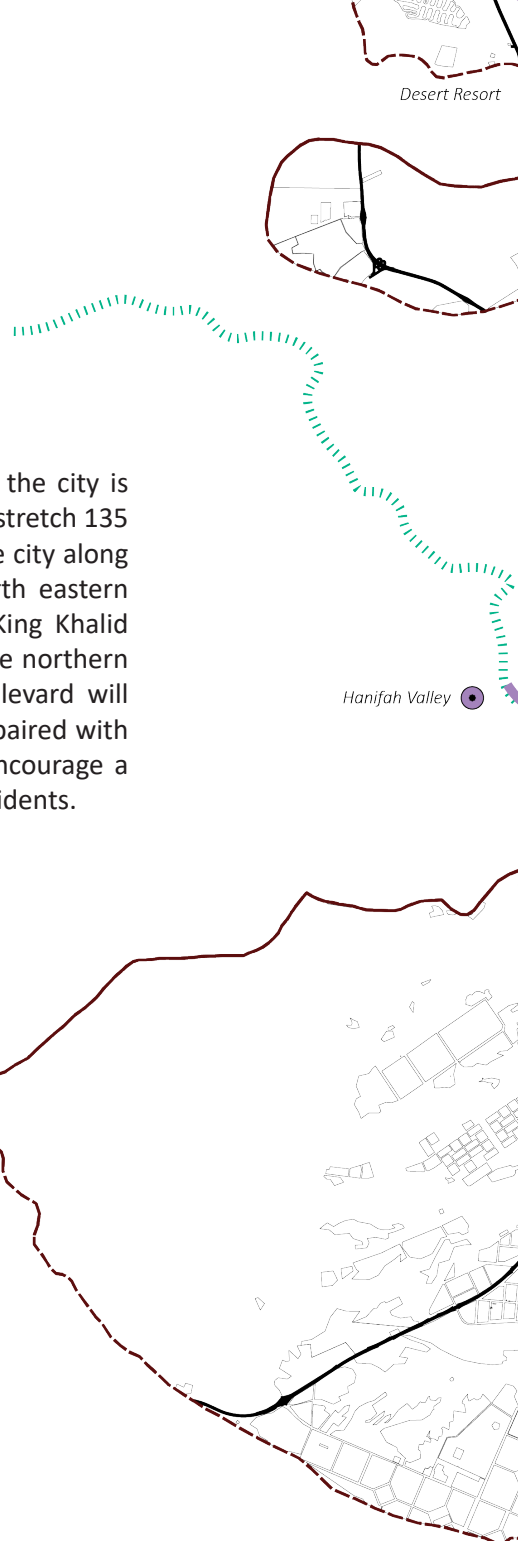 Desert Resort
the city is
stretch 135
e city along
rth eastern
King Khalid
e northern
levard will
paired with
ncourage a
idents.
Hanifah Valley